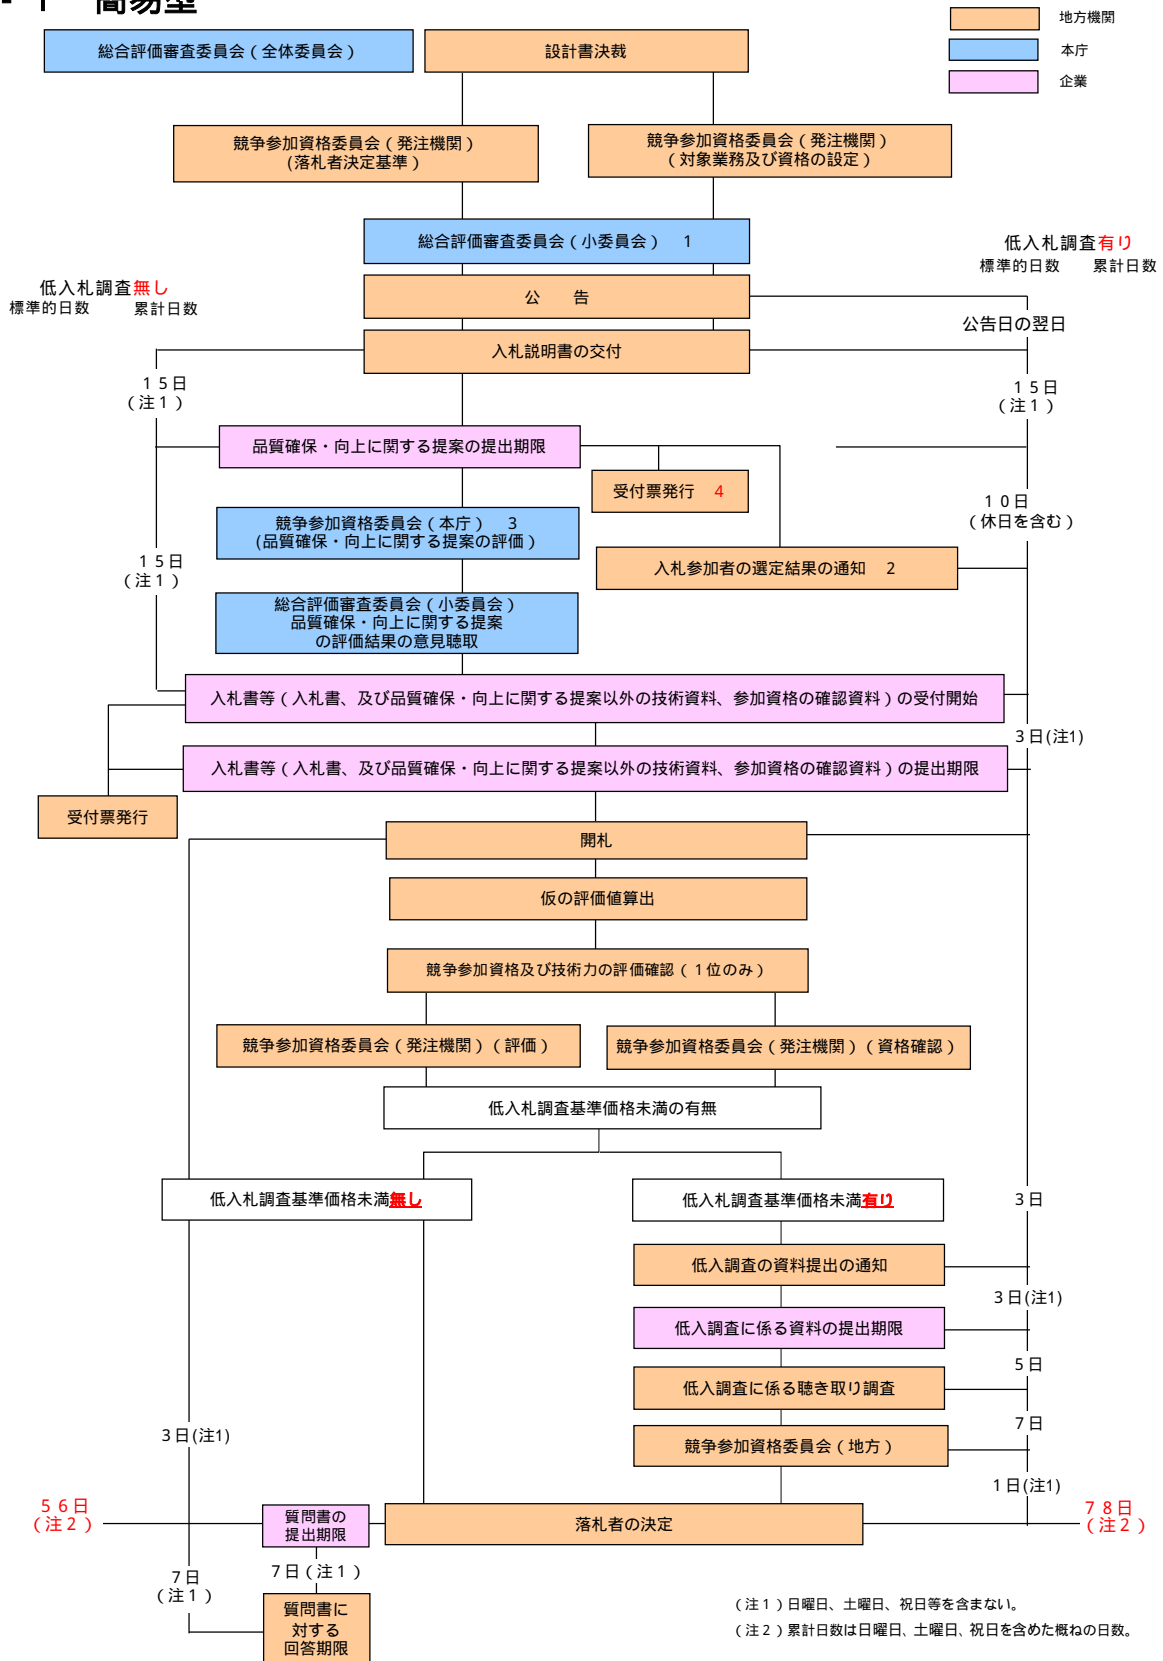 - 1 簡易型
地方機関
本庁
企業
総合評価審査委員会（全体委員会）
設計書決裁
競争参加資格委員会（発注機関）
(落札者決定基準）
競争参加資格委員会（発注機関）
（対象業務及び資格の設定）
総合評価審査委員会（小委員会） 1
低入札調査有り
標準的日数 累計日数
低入札調査無し
標準的日数 累計日数
公 告
公告日の翌日
入札説明書の交付
１５日
（注１）
１５日
（注１）
品質確保・向上に関する提案の提出期限
受付票発行 4
１０日
（休日を含む）
競争参加資格委員会（本庁） 3
(品質確保・向上に関する提案の評価）
１５日
（注１）
入札参加者の選定結果の通知 2
総合評価審査委員会（小委員会）
品質確保・向上に関する提案
の評価結果の意見聴取
入札書等（入札書、及び品質確保・向上に関する提案以外の技術資料、参加資格の確認資料）の受付開始
３日(注1)
入札書等（入札書、及び品質確保・向上に関する提案以外の技術資料、参加資格の確認資料）の提出期限
受付票発行
開札
仮の評価値算出
競争参加資格及び技術力の評価確認（１位のみ）
競争参加資格委員会（発注機関）（評価）
競争参加資格委員会（発注機関）（資格確認）
低入札調査基準価格未満の有無
低入札調査基準価格未満無し
低入札調査基準価格未満有り
３日
低入調査の資料提出の通知
３日(注1)
低入調査に係る資料の提出期限
５日
低入調査に係る聴き取り調査
７日
３日(注1)
競争参加資格委員会（地方）
１日(注1)
５６日
（注２）
質問書の
提出期限
落札者の決定
７８日
（注２）
７日
（注１）
７日（注１）
質問書に
対する
回答期限
（注１）日曜日、土曜日、祝日等を含まない。
（注２）累計日数は日曜日、土曜日、祝日を含めた概ねの日数。